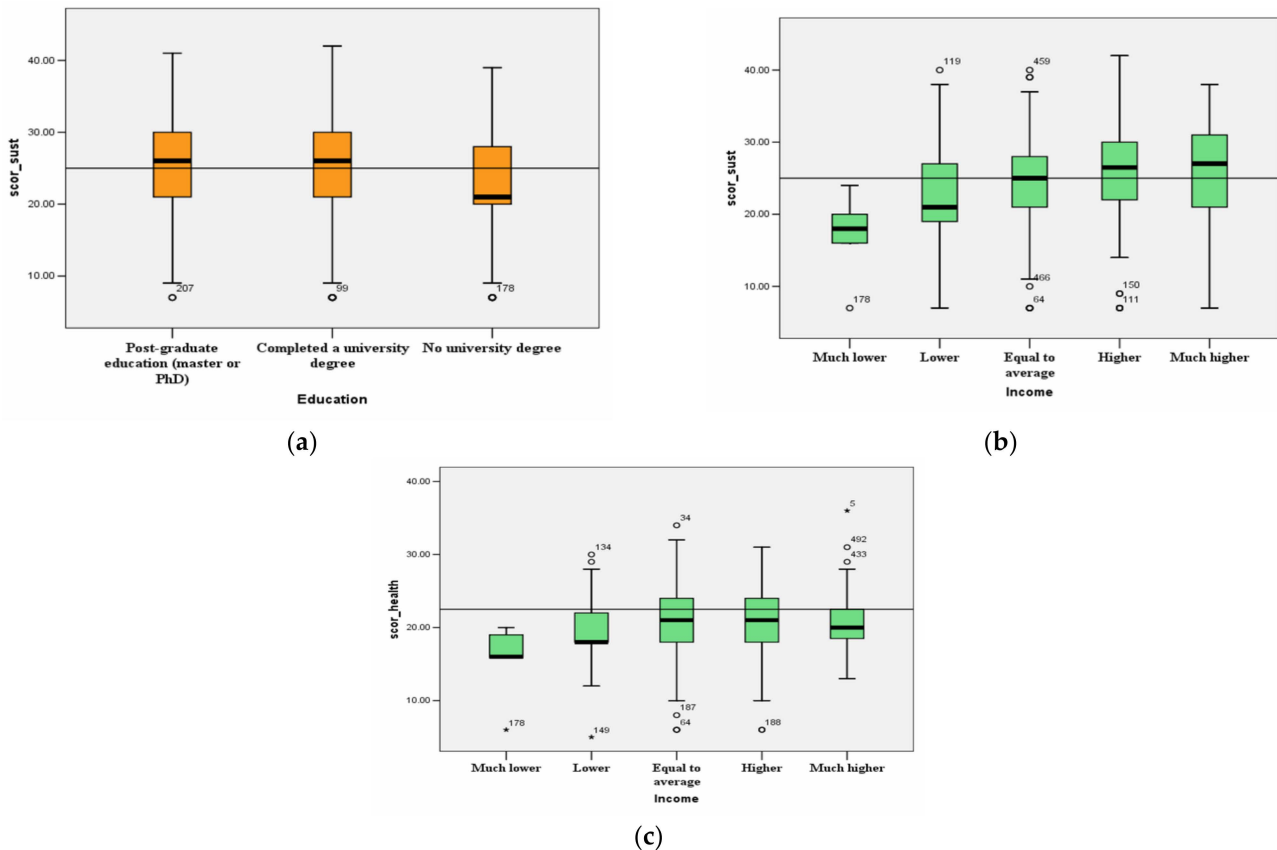 40.00
30.00
20.00
10.00
scor_sust
207
99
178
Post-graduate
education (master or
PhD)
Completed a university
degree
No university degree
Education
(a)
40.00
30.00
20.00
10.00
scor_sust
178
119
459
466
64
150
111
Much lower
Lower
Equal to
average
Higher
Much higher
Income
(b)
40.00
30.00
20.00
10.00
scor_health
178
134
149
34
187
64
188
5
492
433
Much lower
Lower
Equal to
average
Higher
Much higher
Income
(c)